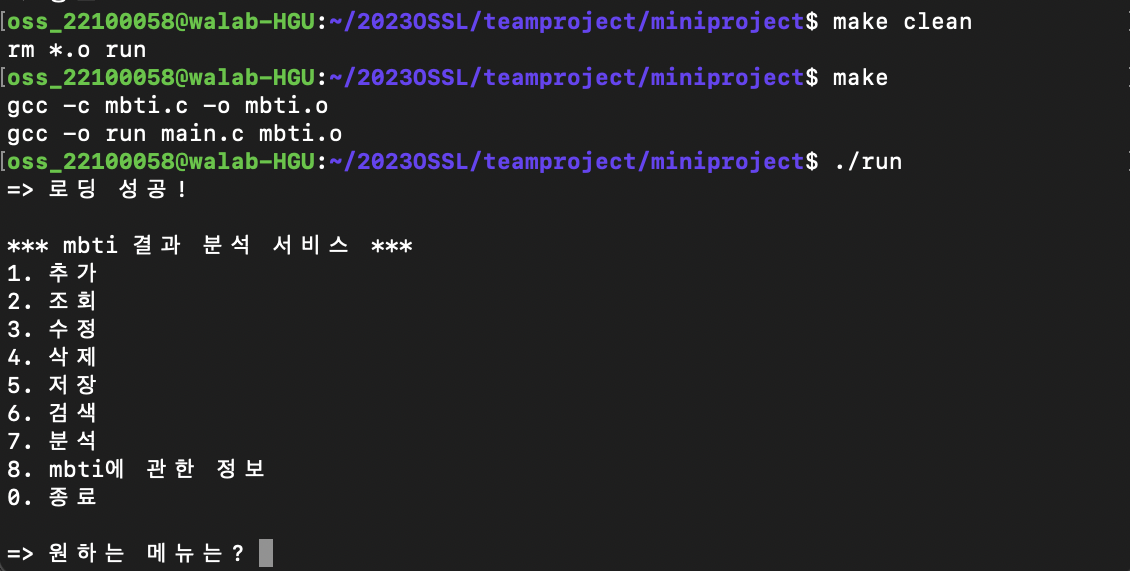 oss_22100058@walab-HGU:~/2023OSSL/teamproject/miniproject$ make clean
rm *.o run
[oss_22100058@walab-HGU:~/2023OSSL/teamproject/miniproject$ make
gcc -c mbti.c -o mbti.o
gcc -o run main.c mbti.o
[oss_22100058@walab-HGU:~/2023OSSL/teamproject/miniproject$ ./run
=> 로딩 성공!
*** mbti 결과 분석 서비스 ***
1. 추가
2. 조회
3. 수정
4. 삭제
5. 저장
6. 검색
7. 분석
8. mbti에 관한 정보
0. 종료
=> 원하는 메뉴는?